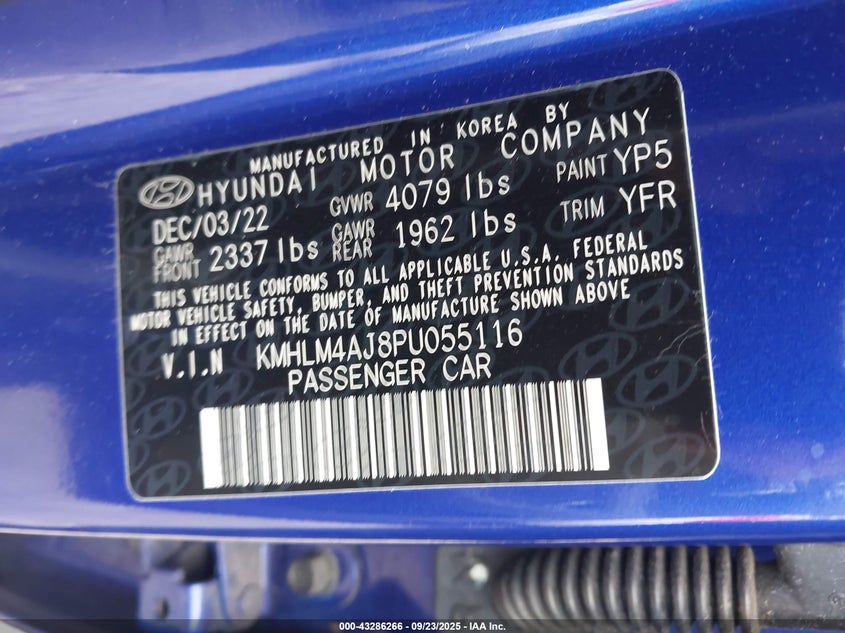 MANUFACTURED IN KOREA BY
HYUNDAI MOTOR COMPANY
DEC/03/22 GVWR 4079 lbs PAINT YP5
GAWR FRONT 2337 lbs GAWR REAR 1962 lbs TRIM YFR
THIS VEHICLE CONFORMS TO ALL APPLICABLE U.S.A. FEDERAL
MOTOR VEHICLE SAFETY, BUMPER, AND THEFT PREVENTION STANDARDS
IN EFFECT ON THE DATE OF MANUFACTURE SHOWN ABOVE
V.I.N KMHLM4AJ8PU055116
PASSENGER CAR
000-43286266 - 09/23/2025 - IAA Inc.